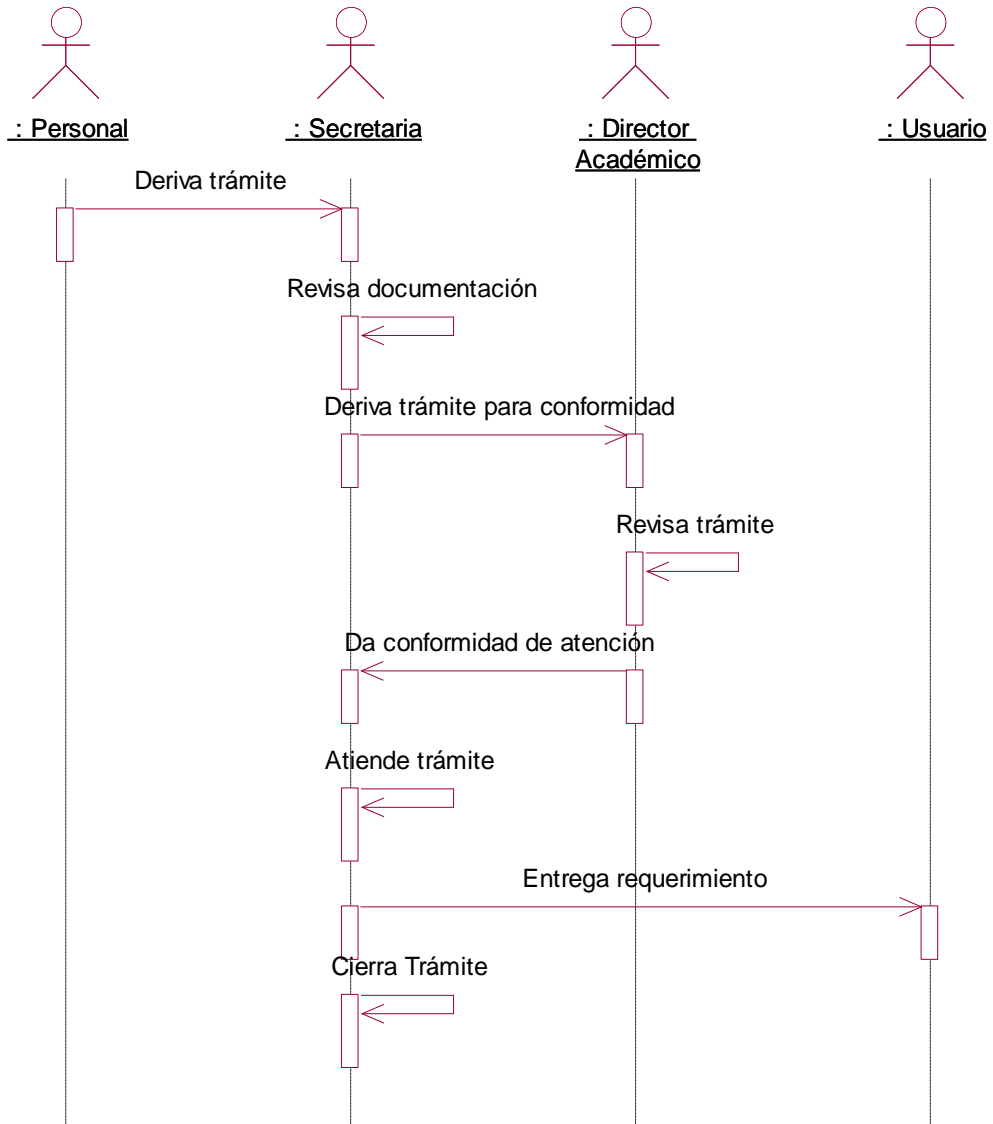 : Personal
: Secretaria
: Director
Académico
: Usuario
Deriva trámite
Revisa documentación
Deriva trámite para conformidad
Revisa trámite
Da conformidad de atención
Atiende trámite
Entrega requerimiento
Cierra Trámite